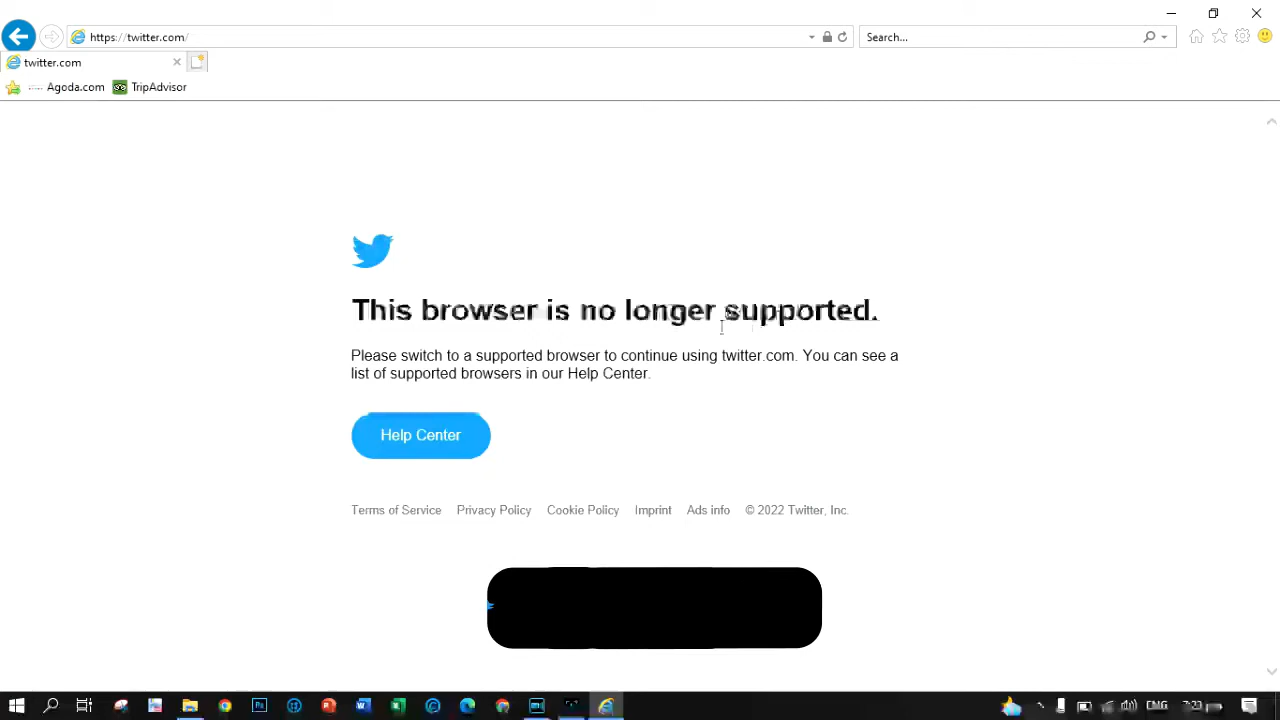 https://twitter.com/
Search...
twitter.com
Agoda.com
TripAdvisor
This browser is no longer supported.
Please switch to a supported browser to continue using twitter.com. You can see a
list of supported browsers in our Help Center.
Help Center
Terms of Service Privacy Policy Cookie Policy Imprint Ads info © 2022 Twitter, Inc.
ENG